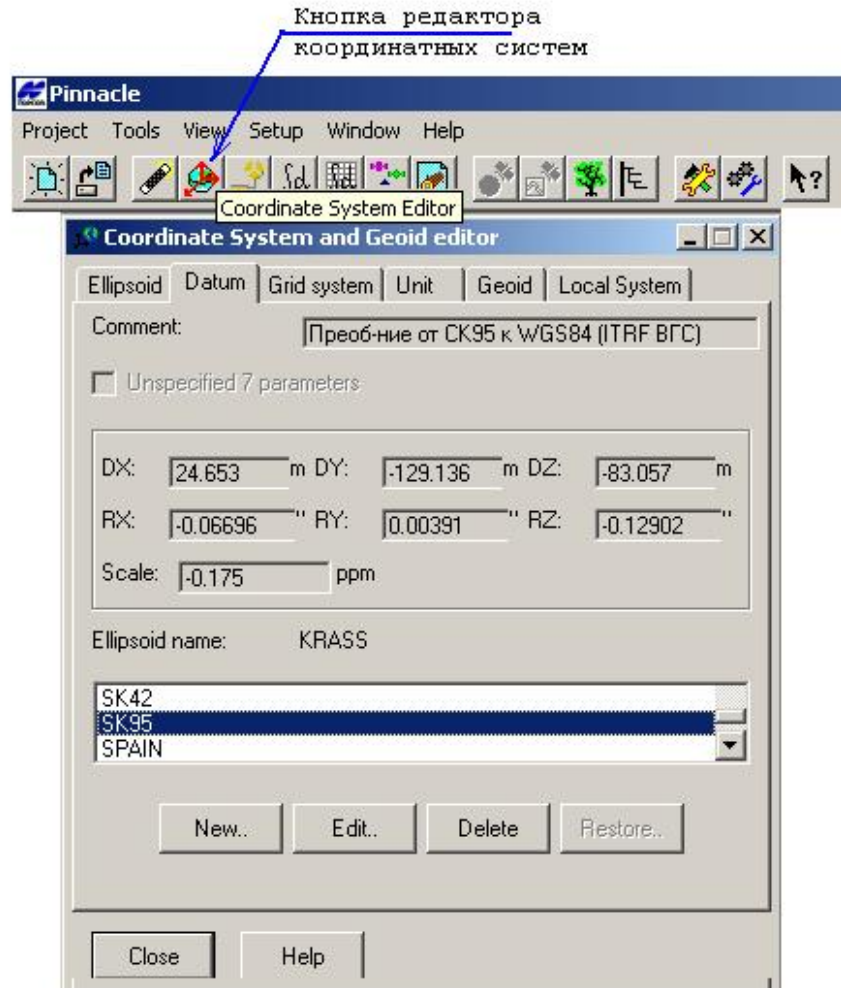 Кнопка редактора
координатных систем
Pinnacle
Project Tools View Setup Window Help
Coordinate System Editor
Coordinate System and Geoid editor
Ellipsoid Datum Grid system Unit Geoid Local System
Comment: Преоб-ние от СК95 к WGS84 (ITRF ВГС)
Unspecified 7 parameters
DX: 24.653 m DY: -129.136 m DZ: -83.057 m
RX: -0.06696 " RY: 0.00391 " RZ: -0.12902 "
Scale: -0.175 ppm
Ellipsoid name: KRASS
SK42
SK95
SPAIN
New.. Edit.. Delete Restore..
Close Help